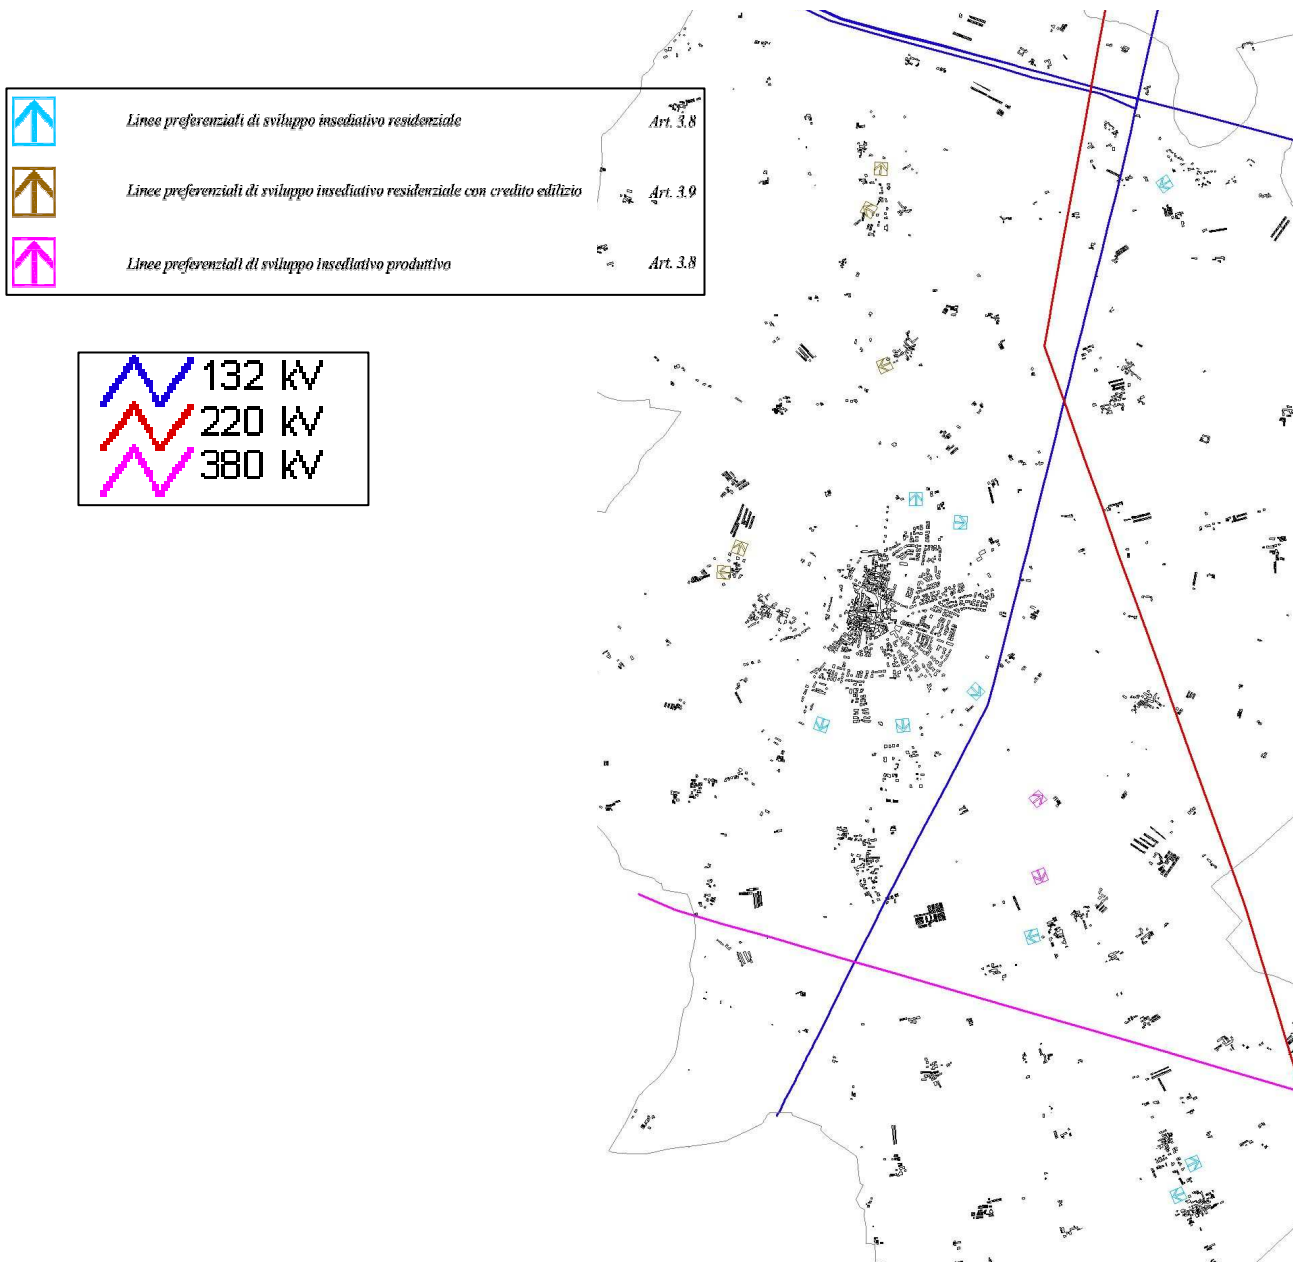 Linee preferenziali di sviluppo insediativo residenziale Art. 3.8
Linee preferenziali di sviluppo insediativo residenziale con credito edilizio Art. 3.9
Linee preferenziali di sviluppo insediativo produttivo Art. 3.8
132 kV
220 kV
380 kV